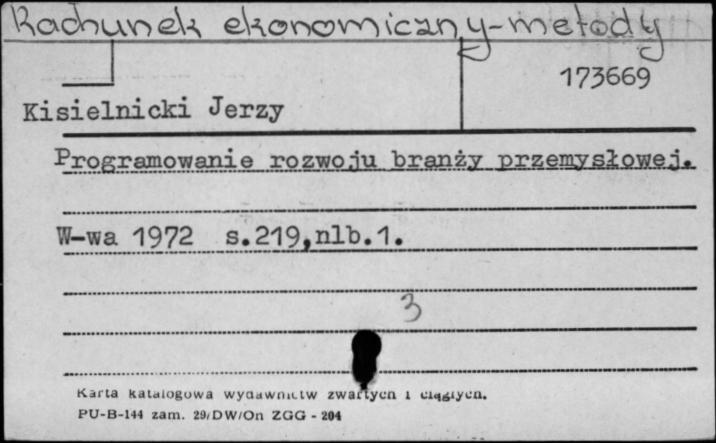 Rachunek ekonomiczny-metody
173669
Kisielnicki Jerzy
Programowanie rozwoju branży przemysłowej.
W-wa 1972 s.219,nlb.1.
3
Karta katalogowa wydawnictw zwartych i ciągłych.
PU-B-144 zam. 29/DW/On ZGG - 204